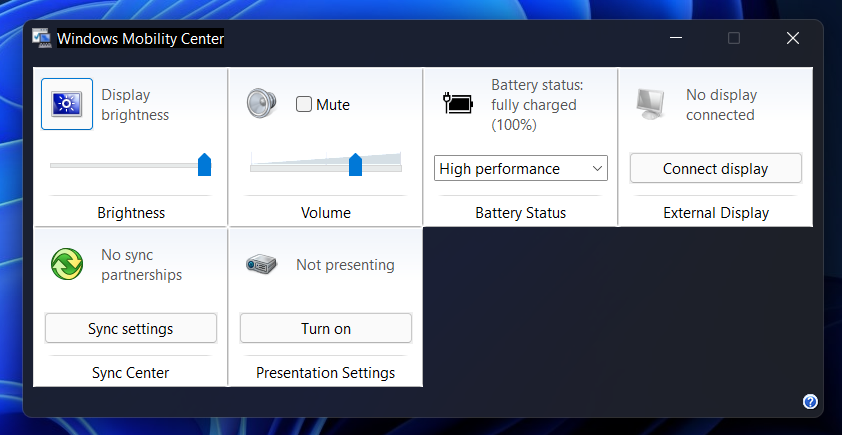 Windows Mobility Center
Display
brightness
Brightness
Mute
Volume
Battery status:
fully charged
(100%)
High performance
Battery Status
No display
connected
Connect display
External Display
No sync
partnerships
Sync settings
Sync Center
Not presenting
Turn on
Presentation Settings
?